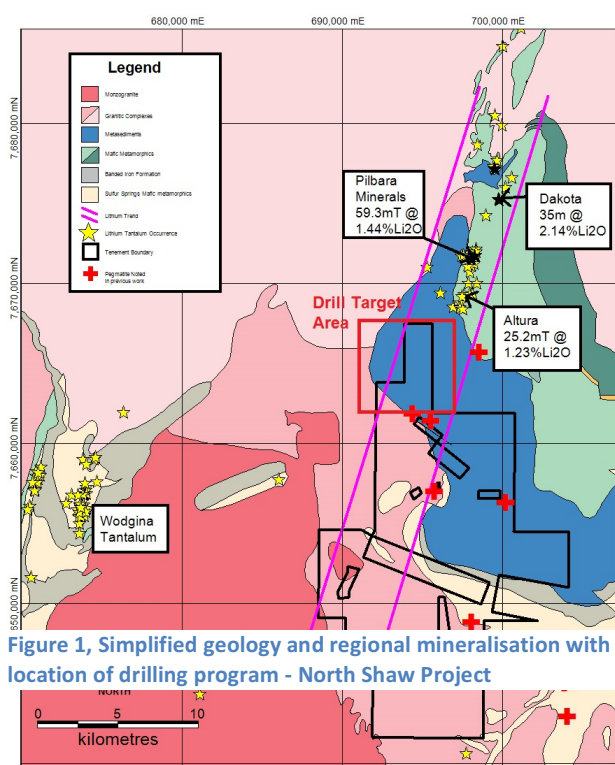 680,000 mE
690,000 mE
700,000 mE
7,680,000 mN
7,670,000 mN
7,660,000 mN
650,000 mN
Legend
Monzogranite
Granitic Complexes
Metasediments
Mafic Metamorphics
Banded Iron Formation
Sulfur Springs Mafic metamorphics
Lithium Trend
Lithium Tantalum Occurrence
Tenement Boundary
Pegmatite Noted
in previous work
Pilbara
Minerals
59.3mT @
1.44%Li2O
Dakota
35m @
2.14%Li2O
Drill Target
Area
Altura
25.2mT @
1.23%Li2O
Wodgina
Tantalum
Figure 1, Simplified geology and regional mineralisation with
location of drilling program - North Shaw Project
NORTH
0 5 10
kilometres